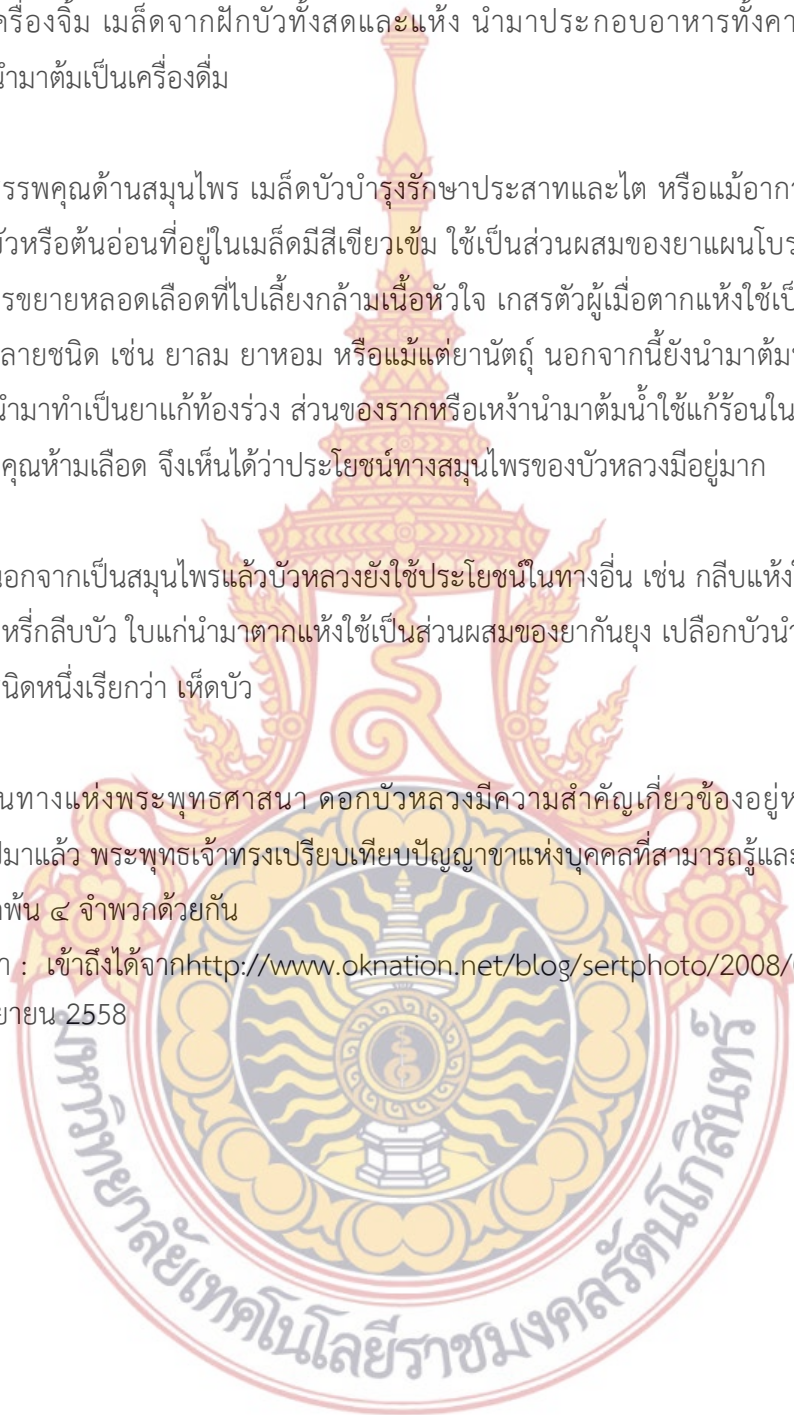 ครื่องจิ้ม เมล็ดจากฝักบัวทั้งสดและแห้ง นำมาประกอบอาหารทั้งคา
นำมาต้มเป็นเครื่องดื่ม
รรพคุณด้านสมุนไพร เมล็ดบัวบำรุงรักษาประสาทและไต หรือแม้อาก
บัวหรือต้นอ่อนที่อยู่ในเมล็ดมีสีเขียวเข้ม ใช้เป็นส่วนผสมของยาแผนโบร
รขยายหลอดเลือดที่ไปเลี้ยงกล้ามเนื้อหัวใจ เกสรตัวผู้เมื่อตากแห้งใช้เป็
ลายชนิด เช่น ยาลม ยาหอม หรือแม้แต่ยานัตถุ์ นอกจากนี้ยังนำมาต้ม
นำมาทำเป็นยาแก้ท้องร่วง ส่วนของรากหรือเหง้านำมาต้มน้ำใช้แก้ร้อนใน
คุณห้ามเลือด จึงเห็นได้ว่าประโยชน์ทางสมุนไพรของบัวหลวงมีอยู่มาก
นอกจากเป็นสมุนไพรแล้วบัวหลวงยังใช้ประโยชน์ในทางอื่น เช่น กลีบแห้งใ
หรี่กลีบบัว ใบแก่นำมาตากแห้งใช้เป็นส่วนผสมของยากันยุง เปลือกบัวนำ
นิดหนึ่งเรียกว่า เห็ดบัว
นทางแห่งพระพุทธศาสนา ดอกบัวหลวงมีความสำคัญเกี่ยวข้องอยู่ห
ปมาแล้ว พระพุทธเจ้าทรงเปรียบเทียบปัญญาขาแห่งบุคคลที่สามารถรู้และ
พ้น ๔ จำพวกด้วยกัน
า : เข้าถึงได้จากhttp://www.oknation.net/blog/sertphoto/2008/
ยายน 2558
มหาวิทยาลัยเทคโนโลยีราชมงคลรัตนโกสินทร์